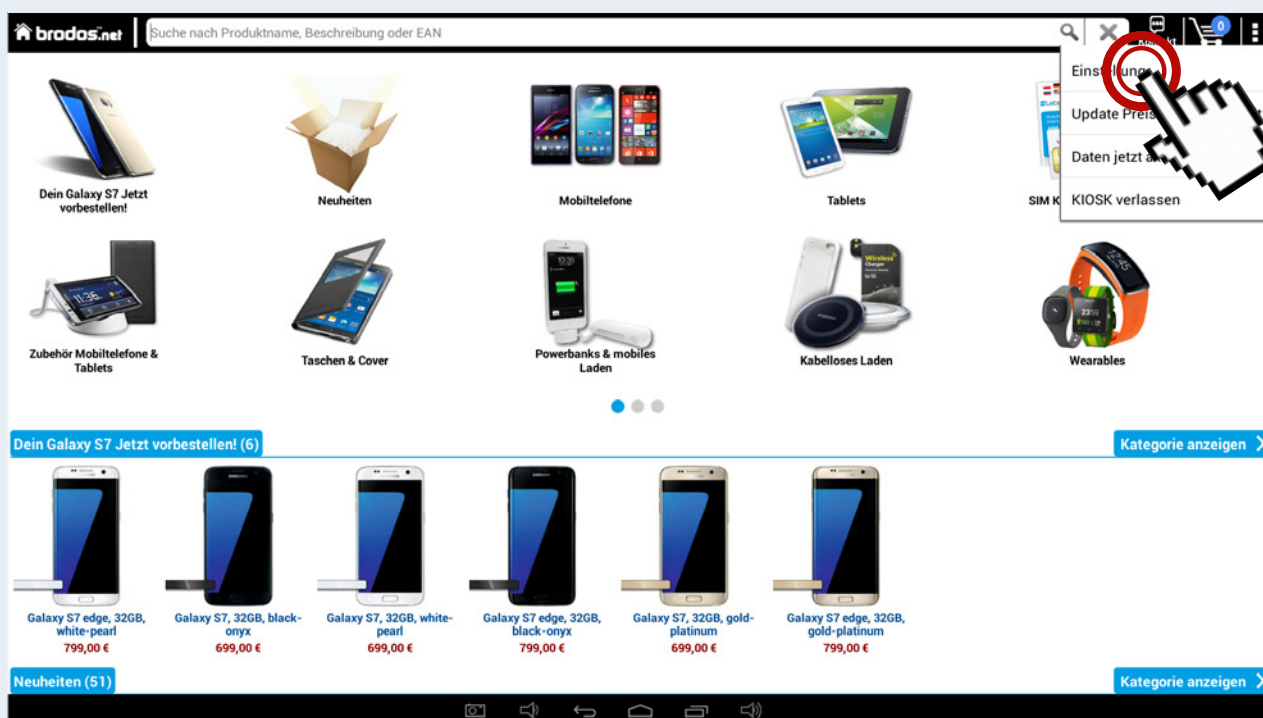 brodos.net
Suche nach Produktname, Beschreibung oder EAN
0
Update
Daten jetzt
KIOSK verlassen
Dein Galaxy S7 Jetzt
vorbestellen!
Neuheiten
Mobiltelefone
Tablets
SIM
Zubehör Mobiltelefone &
Tablets
Taschen & Cover
Powerbanks & mobiles
Laden
Kabelloses Laden
Wearables
Dein Galaxy S7 Jetzt vorbestellen! (6)
Kategorie anzeigen
Galaxy S7 edge, 32GB,
white-pearl
799,00 €
Galaxy S7, 32GB, black-
onyx
699,00 €
Galaxy S7, 32GB, white-
pearl
699,00 €
Galaxy S7 edge, 32GB,
black-onyx
799,00 €
Galaxy S7, 32GB, gold-
platinum
699,00 €
Galaxy S7 edge, 32GB,
gold-platinum
799,00 €
Neuheiten (51)
Kategorie anzeigen